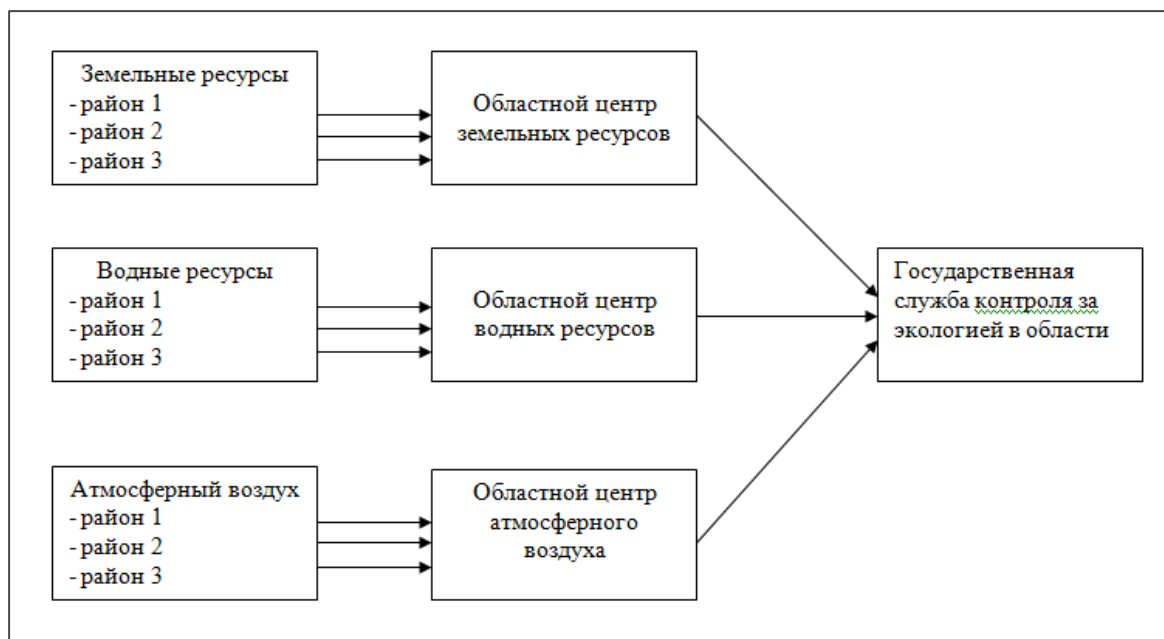 Земельные ресурсы
- район 1
- район 2
- район 3
Областной центр
земельных ресурсов
Водные ресурсы
- район 1
- район 2
- район 3
Областной центр
водных ресурсов
Государственная
служба контроля за
экологией в области
Атмосферный воздух
- район 1
- район 2
- район 3
Областной центр
атмосферного
воздуха